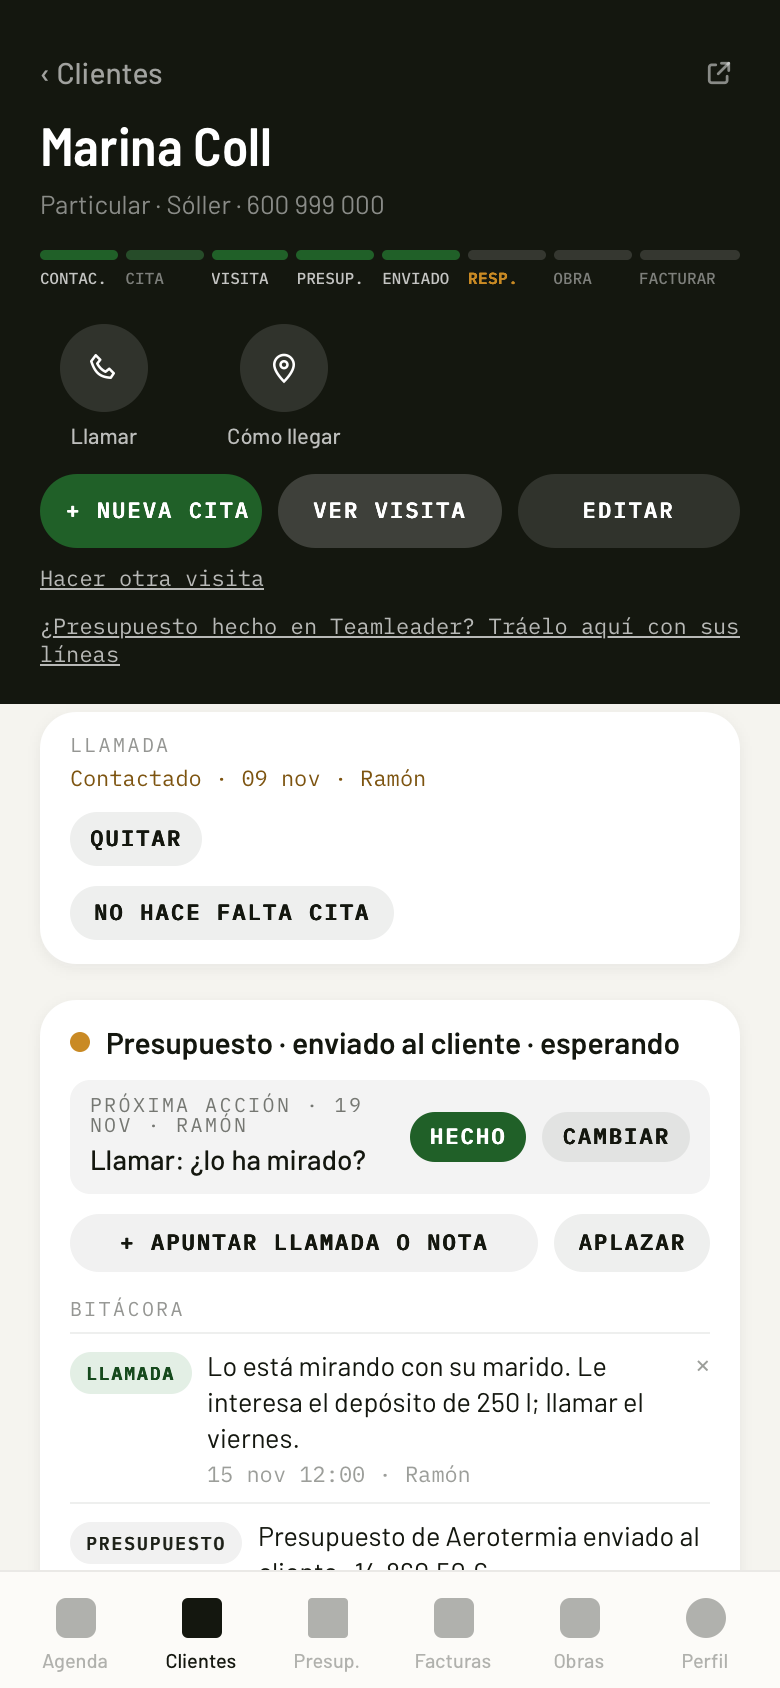 ‹ Clientes
Marina Coll
Particular · Sóller · 600 999 000
CONTAC. CITA VISITA PRESUP. ENVIADO RESP. OBRA FACTURAR
Llamar Cómo llegar
+ NUEVA CITA VER VISITA EDITAR
Hacer otra visita
¿Presupuesto hecho en Teamleader? Tráelo aquí con sus
líneas
LLAMADA
Contactado · 09 nov · Ramón
QUITAR
NO HACE FALTA CITA
Presupuesto · enviado al cliente · esperando
PRÓXIMA ACCIÓN · 19
NOV · RAMÓN
Llamar: ¿lo ha mirado?
HECHO CAMBIAR
+ APUNTAR LLAMADA O NOTA APLAZAR
BITÁCORA
LLAMADA Lo está mirando con su marido. Le ×
interesa el depósito de 250 l; llamar el
viernes.
15 nov 12:00 · Ramón
PRESUPUESTO Presupuesto de Aerotermia enviado al
Agenda Clientes Presup. Facturas Obras Perfil